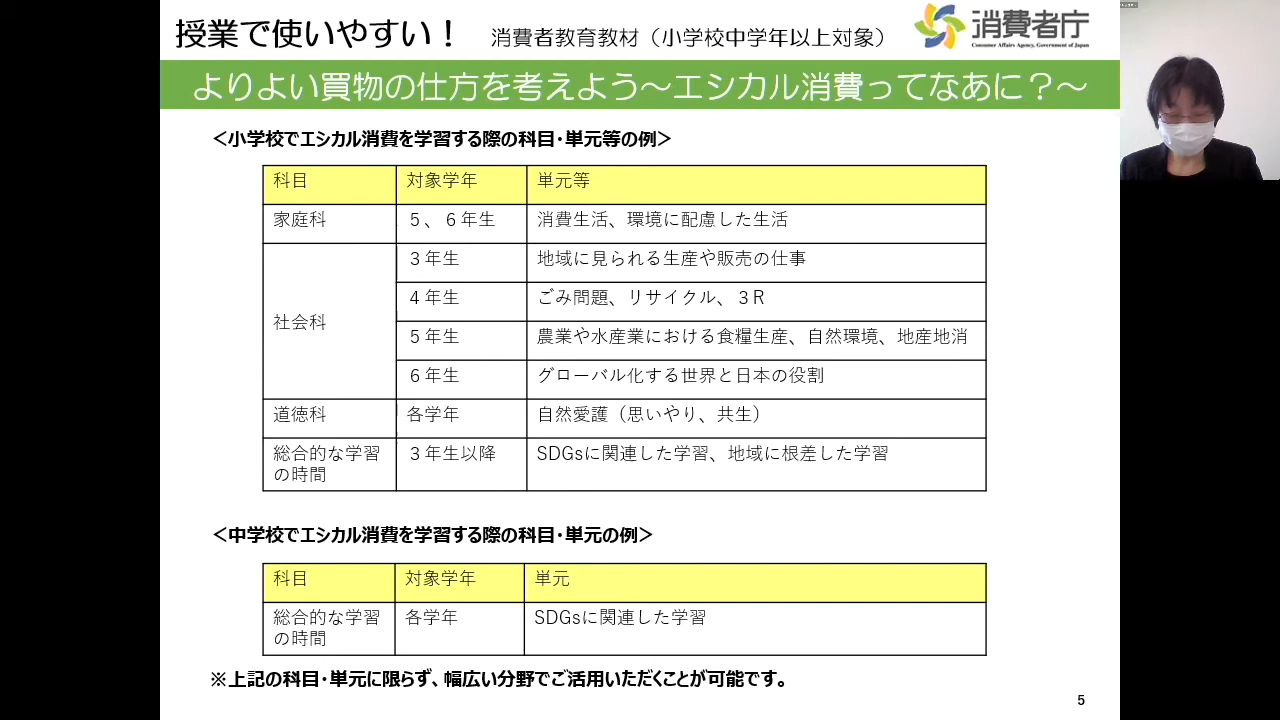 授業で使いやすい！ 消費者教育教材（小学校中学年以上対象）
消費者庁
Consumer Affairs Agency, Government of Japan
よりよい買物の仕方を考えよう～エシカル消費ってなあに？～
＜小学校でエシカル消費を学習する際の科目・単元等の例＞
科目 対象学年 単元等
家庭科 ５、６年生 消費生活、環境に配慮した生活
社会科 ３年生 地域に見られる生産や販売の仕事
４年生 ごみ問題、リサイクル、３R
５年生 農業や水産業における食糧生産、自然環境、地産地消
６年生 グローバル化する世界と日本の役割
道徳科 各学年 自然愛護（思いやり、共生）
総合的な学習の時間 ３年生以降 SDGsに関連した学習、地域に根差した学習
＜中学校でエシカル消費を学習する際の科目・単元の例＞
科目 対象学年 単元
総合的な学習の時間 各学年 SDGsに関連した学習
※上記の科目・単元に限らず、幅広い分野でご活用いただくことが可能です。
5